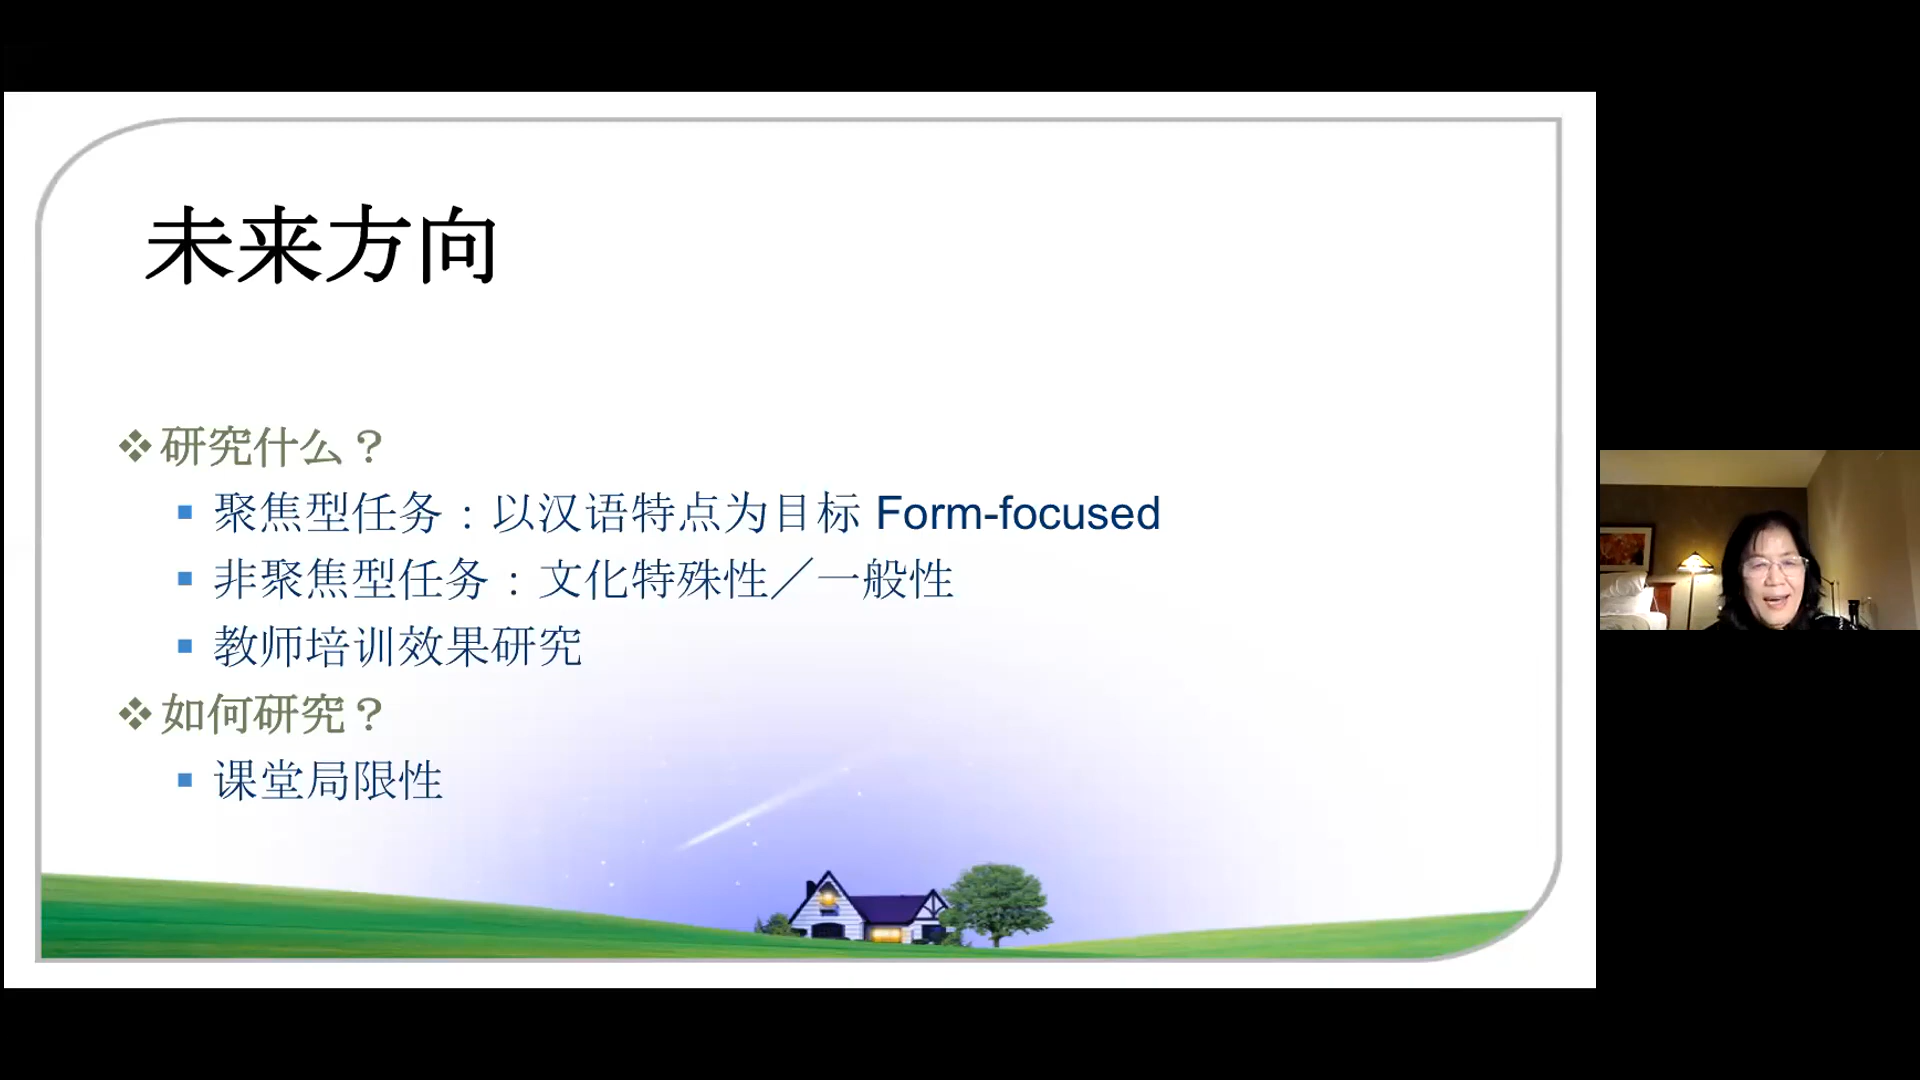 未来方向
研究什么？
聚焦型任务：以汉语特点为目标 Form-focused
非聚焦型任务：文化特殊性／一般性
教师培训效果研究
如何研究？
课堂局限性